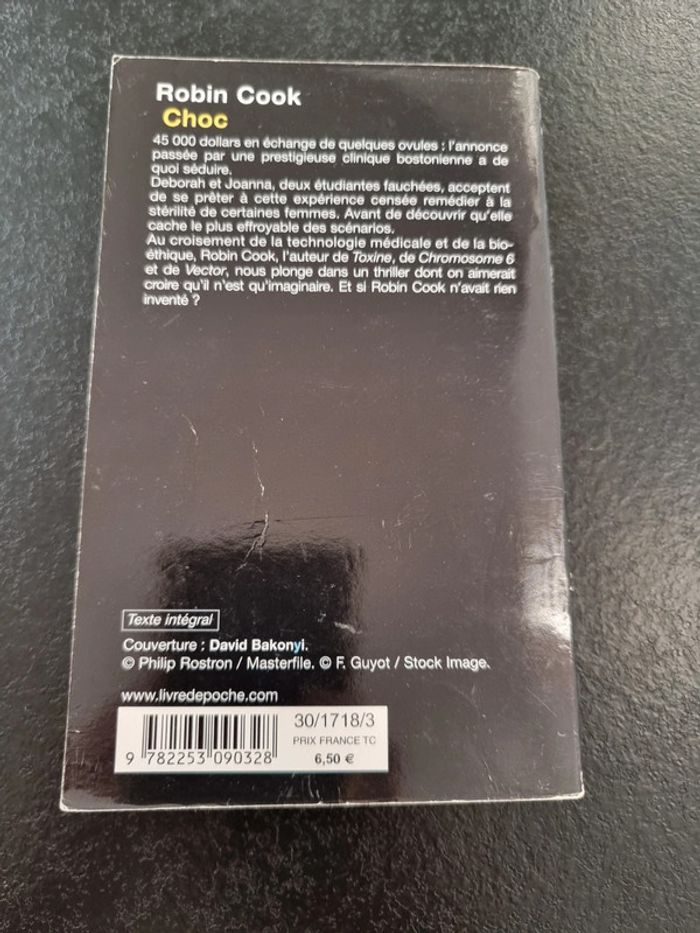 Robin Cook
Choc
45 000 dollars en échange de quelques ovules : l'annonce
passée par une prestigieuse clinique bostonienne a de
quoi séduire.
Deborah et Joanna, deux étudiantes fauchées, acceptent
de se prêter à cette expérience censée remédier à la
stérilité de certaines femmes. Avant de découvrir qu'elle
cache le plus effroyable des scénarios.
Au croisement de la technologie médicale et de la bio-
éthique, Robin Cook, l'auteur de Toxine, de Chromosome 6
et de Vector, nous plonge dans un thriller dont on aimerait
croire qu'il n'est qu'imaginaire. Et si Robin Cook n'avait rien
inventé ?
Texte intégral
Couverture : David Bakonyi.
© Philip Rostron / Masterfile. © F. Guyot / Stock Image.
www.livredepoche.com
30/1718/3
PRIX FRANCE TC
6,50 €
9 782253 090328